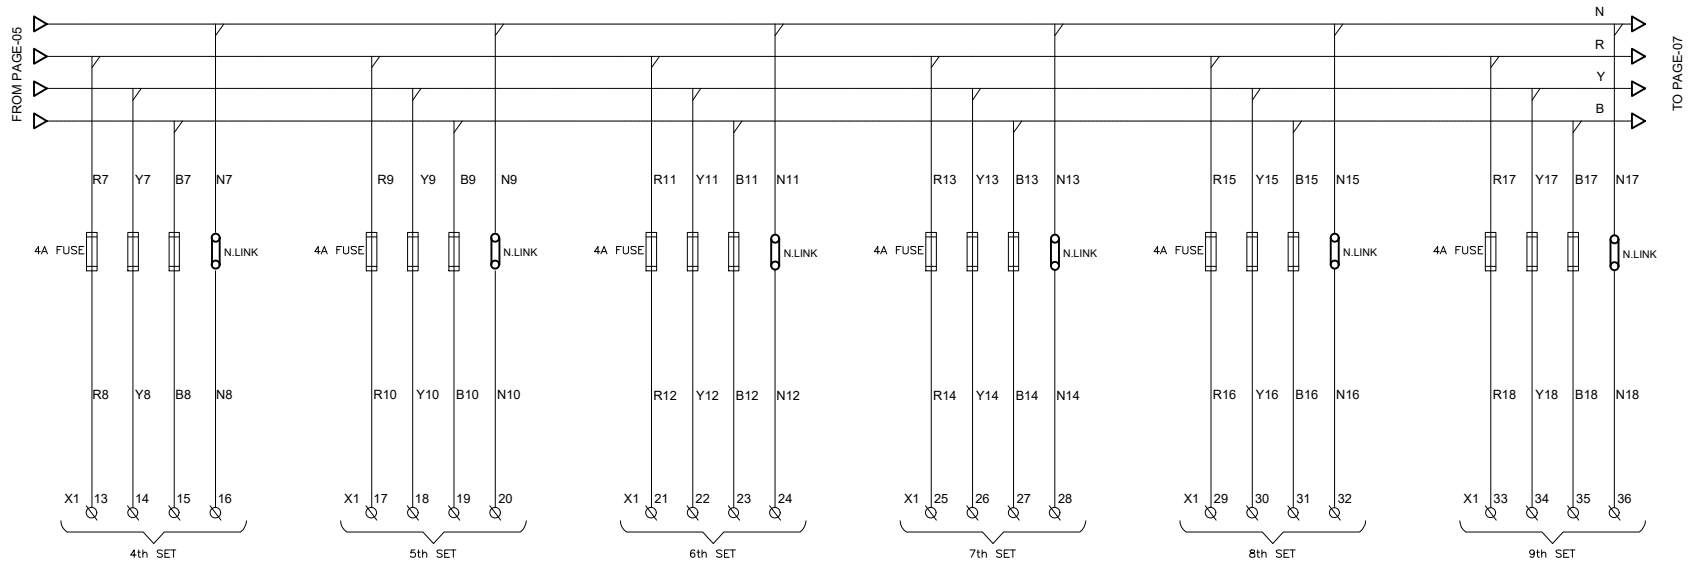 FROM PAGE-05
N
R
Y
B
TO PAGE-07
R7 Y7 B7 N7 R9 Y9 B9 N9 R11 Y11 B11 N11 R13 Y13 B13 N13 R15 Y15 B15 N15 R17 Y17 B17 N17
4A FUSE N.LINK 4A FUSE N.LINK 4A FUSE N.LINK 4A FUSE N.LINK 4A FUSE N.LINK 4A FUSE N.LINK
R8 Y8 B8 N8 R10 Y10 B10 N10 R12 Y12 B12 N12 R14 Y14 B14 N14 R16 Y16 B16 N16 R18 Y18 B18 N18
X1 13 14 15 16 X1 17 18 19 20 X1 21 22 23 24 X1 25 26 27 28 X1 29 30 31 32 X1 33 34 35 36
4th SET 5th SET 6th SET 7th SET 8th SET 9th SET